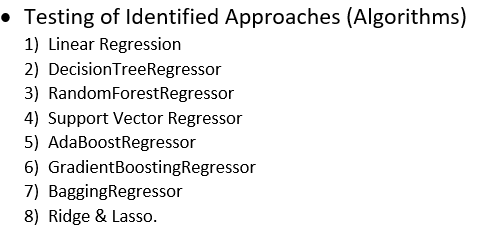 • Testing of Identified Approaches (Algorithms)
1) Linear Regression
2) DecisionTreeRegressor
3) RandomForestRegressor
4) Support Vector Regressor
5) AdaBoostRegressor
6) GradientBoostingRegressor
7) BaggingRegressor
8) Ridge & Lasso.